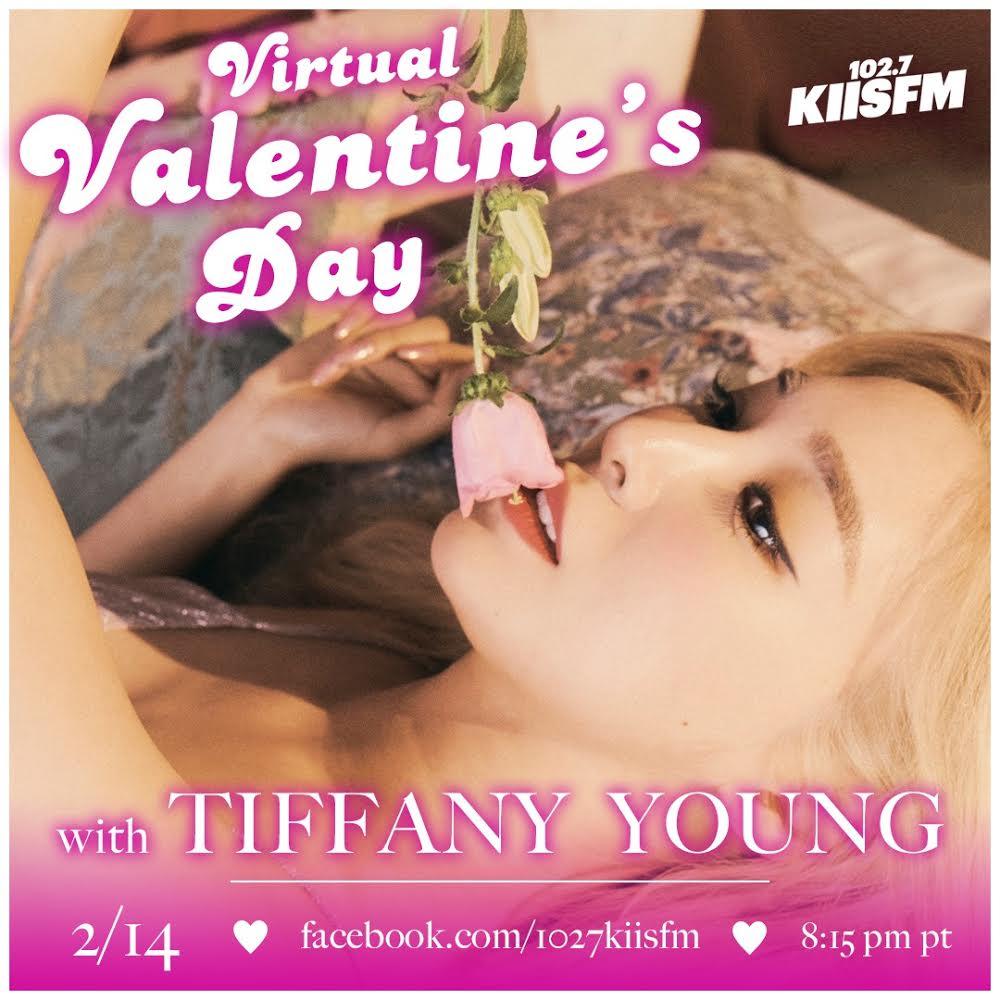 Virtual
Valentine's
Day
102.7
KIISFM
with TIFFANY YOUNG
2/14 ♥ facebook.com/1027kiisfm ♥ 8:15 pm pt